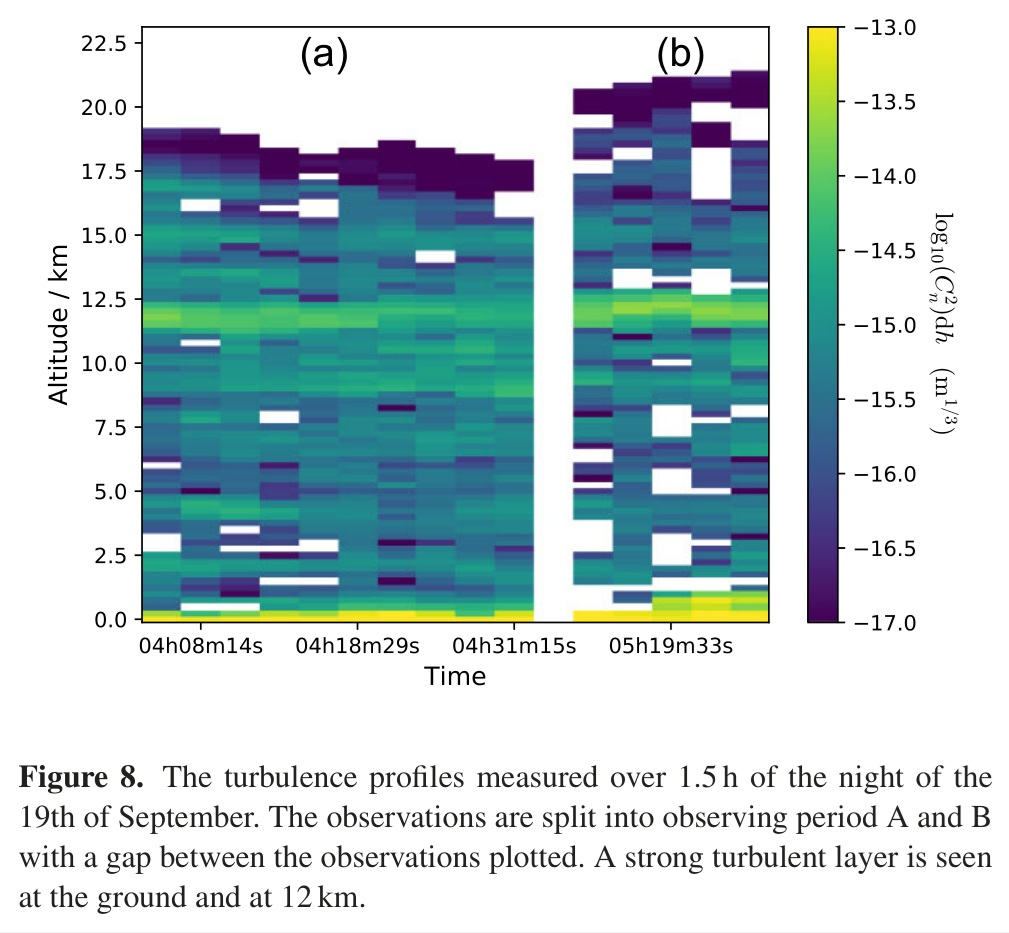 (a)
(b)
22.5
20.0
17.5
15.0
12.5
10.0
7.5
5.0
2.5
0.0
Altitude / km
04h08m14s 04h18m29s 04h31m15s 05h19m33s
Time
−13.0
−13.5
−14.0
−14.5
−15.0
−15.5
−16.0
−16.5
−17.0
log₁₀(Cₙ²)dh (m^{1/3})
Figure 8. The turbulence profiles measured over 1.5 h of the night of the
19th of September. The observations are split into observing period A and B
with a gap between the observations plotted. A strong turbulent layer is seen
at the ground and at 12 km.